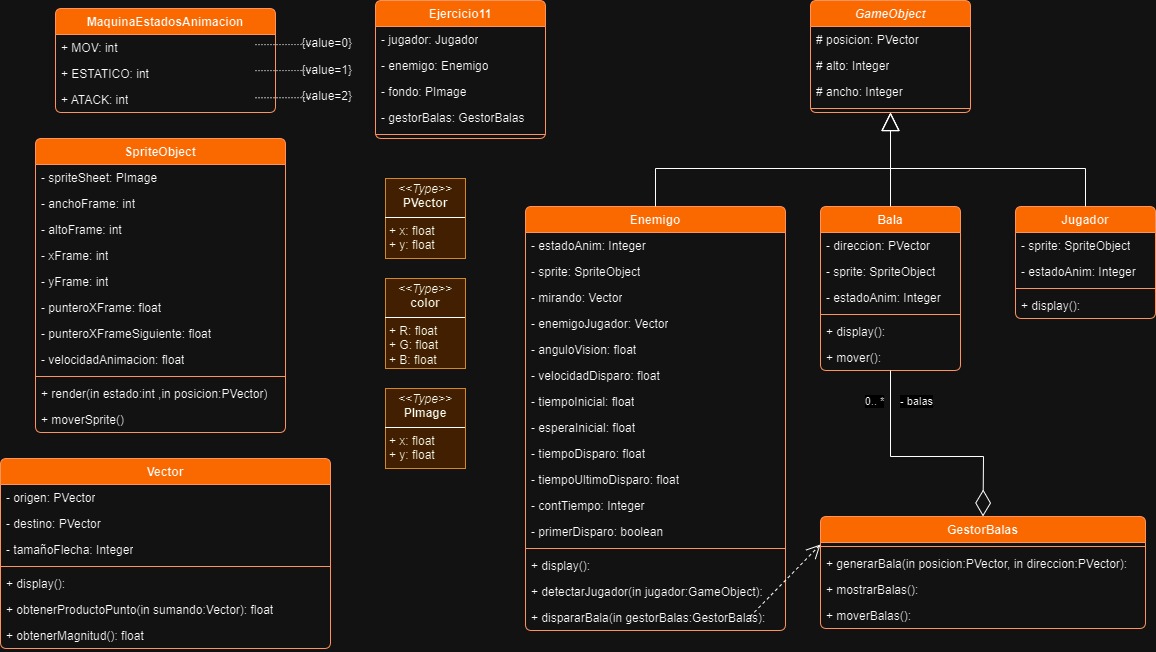 MaquinaEstadosAnimacion
+ MOV: int
{value=0}
+ ESTATICO: int
{value=1}
+ ATACK: int
{value=2}
Ejercicio11
- jugador: Jugador
- enemigo: Enemigo
- fondo: PImage
- gestorBalas: GestorBalas
GameObject
# posicion: PVector
# alto: Integer
# ancho: Integer
SpriteObject
- spriteSheet: PImage
- anchoFrame: int
- altoFrame: int
- xFrame: int
- yFrame: int
- punteroXFrame: float
- punteroXFrameSiguiente: float
- velocidadAnimacion: float
+ render(in estado:int ,in posicion:PVector)
+ moverSprite()
<<Type>>
PVector
+ x: float
+ y: float
<<Type>>
color
+ R: float
+ G: float
+ B: float
<<Type>>
PImage
+ x: float
+ y: float
Enemigo
- estadoAnim: Integer
- sprite: SpriteObject
- mirando: Vector
- enemigoJugador: Vector
- anguloVision: float
- velocidadDisparo: float
- tiempoInicial: float
- esperaInicial: float
- tiempoDisparo: float
- tiempoUltimoDisparo: float
- contTiempo: Integer
- primerDisparo: boolean
+ display():
+ detectarJugador(in jugador:GameObject):
+ dispararBala(in gestorBalas:GestorBalas):
Bala
- direccion: PVector
- sprite: SpriteObject
- estadoAnim: Integer
+ display():
+ mover():
Jugador
- sprite: SpriteObject
- estadoAnim: Integer
+ display():
0.. *
- balas
Vector
- origen: PVector
- destino: PVector
- tamañoFlecha: Integer
+ display():
+ obtenerProductoPunto(in sumando:Vector): float
+ obtenerMagnitud(): float
GestorBalas
+ generarBala(in posicion:PVector, in direccion:PVector):
+ mostrarBalas():
+ moverBalas():